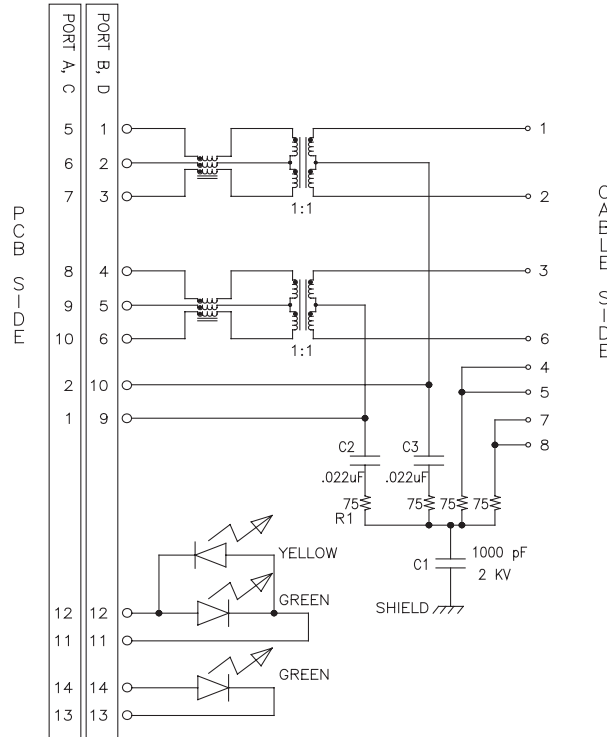 PORT A, C
PORT B, D
5 1 1
6 2
7 3 2
1:1
PCB SIDE
CABLE SIDE
8 4 3
9 5
10 6 6
1:1
4
2 10
5
1 9
7
8
C2 C3
.022uF .022uF
75 75 75 75
R1
YELLOW
C1
1000 pF
2 KV
GREEN
SHIELD
12 12
11 11
GREEN
14 14
13 13